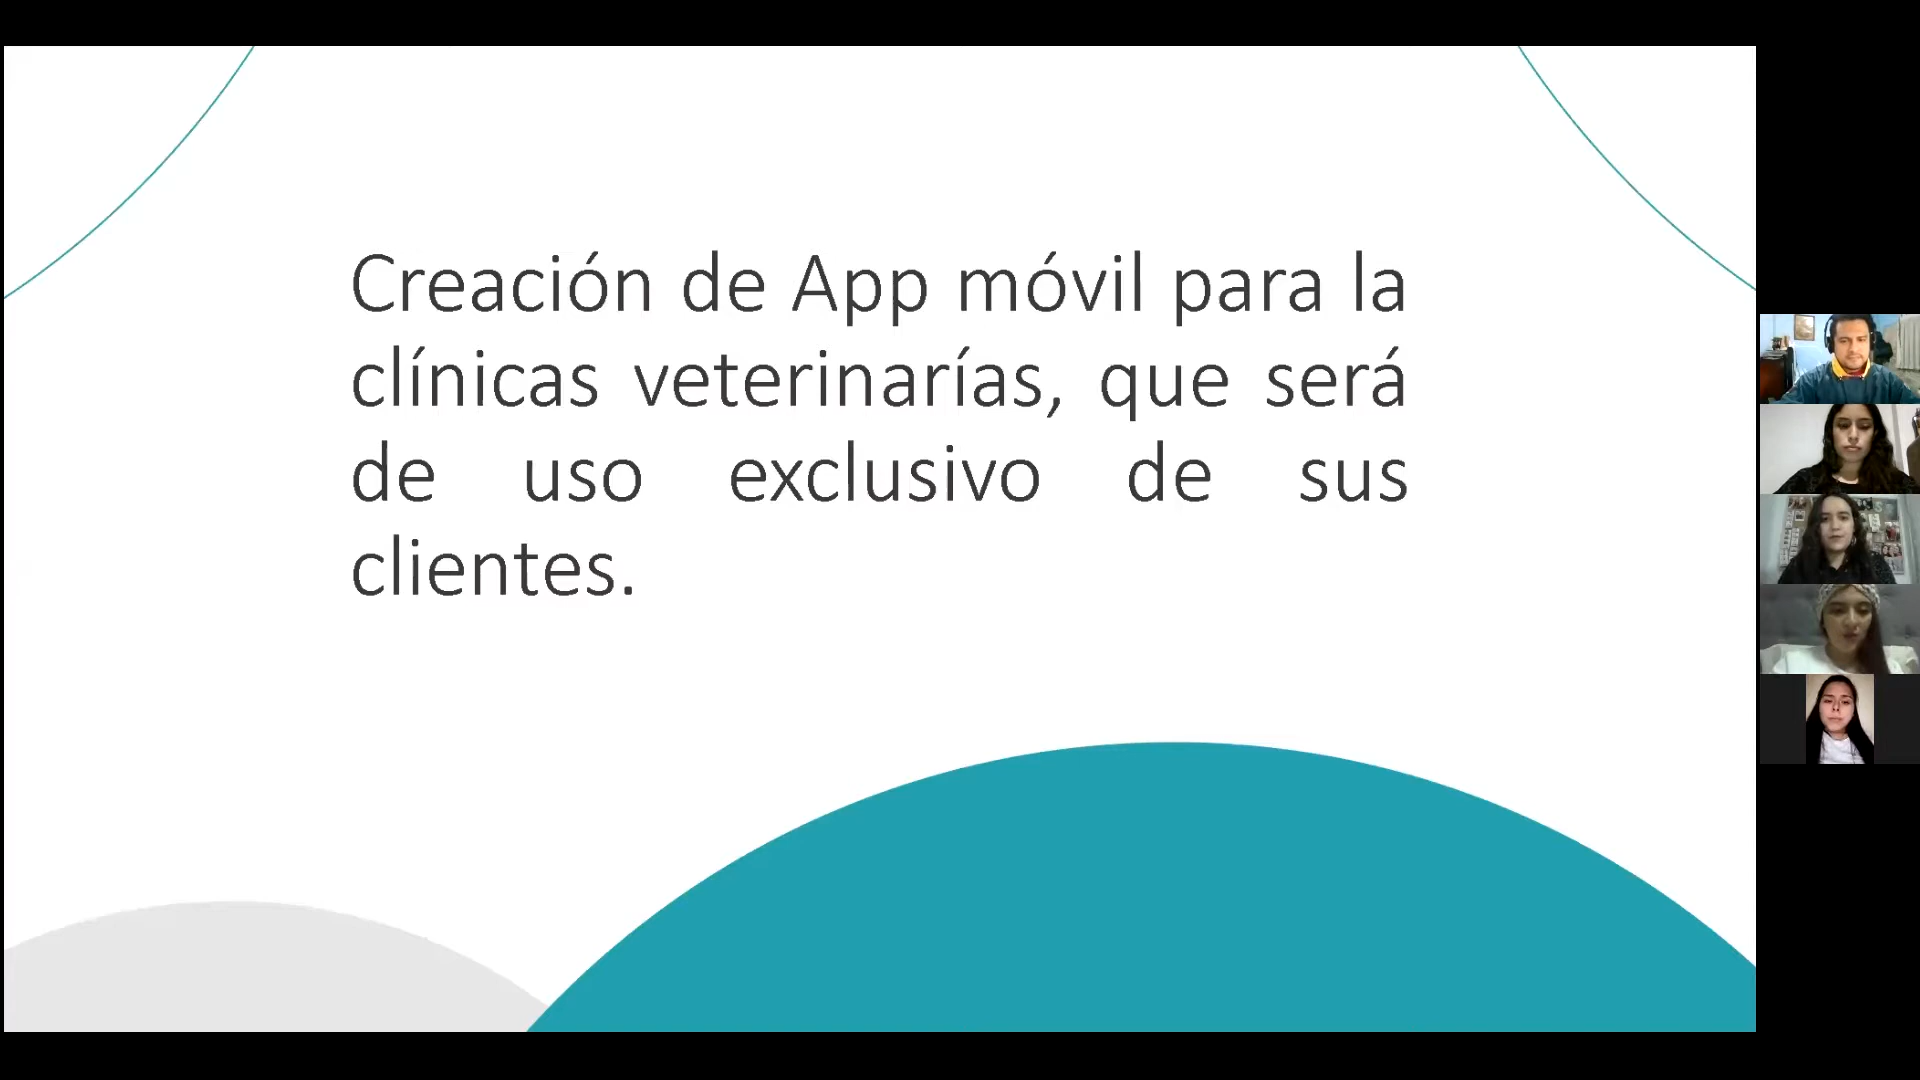 Creación de App móvil para la
clínicas veterinarías, que será
de uso exclusivo de sus
clientes.